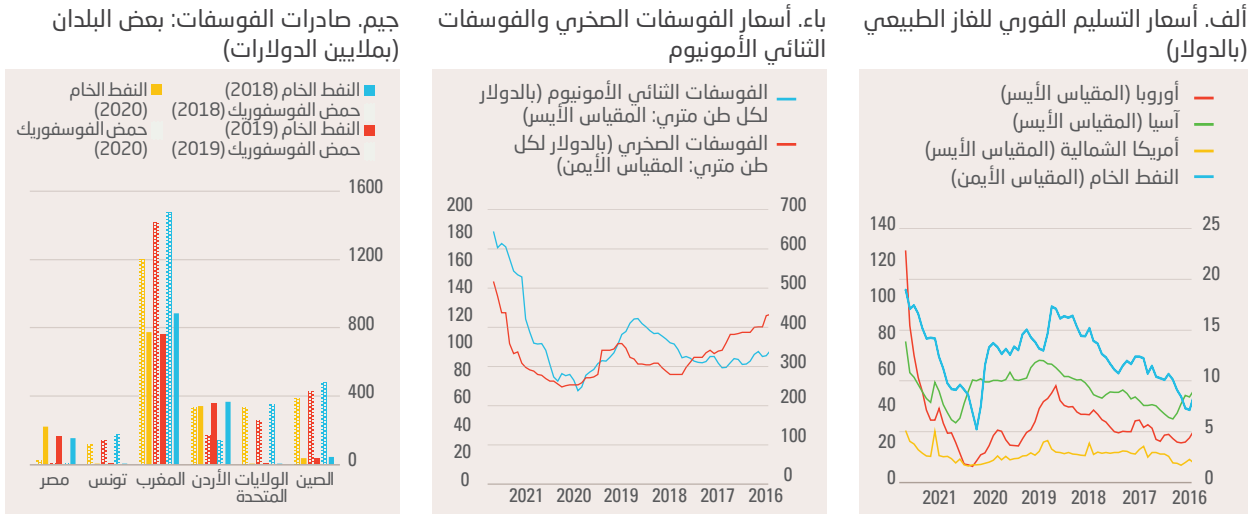 ألف. أسعار التسليم الفوري للغاز الطبيعي
(بالدولار)
أوروبا (المقياس الأيسر)
آسيا (المقياس الأيسر)
أمريكا الشمالية (المقياس الأيسر)
النفط الخام (المقياس الأيمن)
140
120
100
80
60
40
20
0
25
20
15
10
5
0
2021 2020 2019 2018 2017 2016
باء. أسعار الفوسفات الصخري والفوسفات
الثنائي الأمونيوم
الفوسفات الثنائي الأمونيوم (بالدولار
لكل طن متري: المقياس الأيسر)
الفوسفات الصخري (بالدولار لكل
طن متري: المقياس الأيمن)
200
180
160
140
120
100
80
60
40
20
0
700
600
500
400
300
200
100
0
2021 2020 2019 2018 2017 2016
جيم. صادرات الفوسفات: بعض البلدان
(بملايين الدولارات)
النفط الخام (2018)
حمض الفوسفوريك (2018)
النفط الخام (2019)
حمض الفوسفوريك (2019)
النفط الخام
(2020)
حمض الفوسفوريك
(2020)
1600
1200
800
400
0
الصين
الولايات
المتحدة
الأردن
المغرب
تونس
مصر